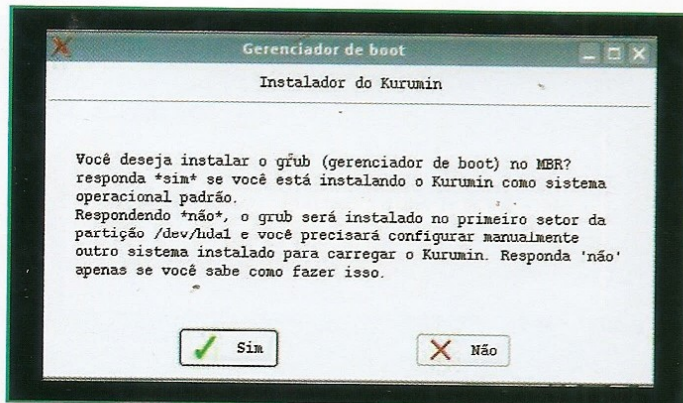 Gerenciador de boot
Instalador do Kurumin
Você deseja instalar o grub (gerenciador de boot) no MBR?
responda *sim* se você está instalando o Kurumin como sistema
operacional padrão.
Respondendo *não*, o grub será instalado no primeiro setor da
partição /dev/hda1 e você precisará configurar manualmente
outro sistema instalado para carregar o Kurumin. Responda 'não'
apenas se você sabe como fazer isso.
Sim
Não